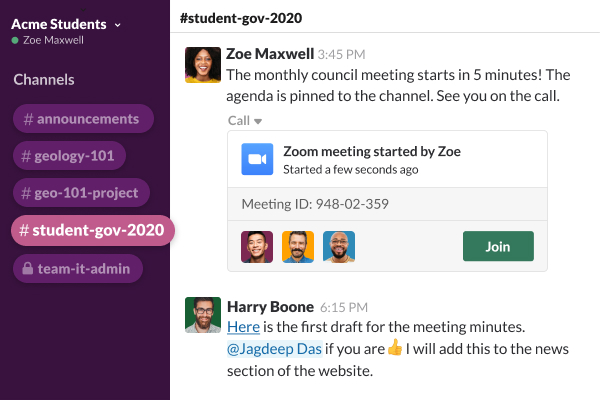 Acme Students
Zoe Maxwell
Channels
# announcements
# geology-101
# geo-101-project
# student-gov-2020
team-it-admin
#student-gov-2020
Zoe Maxwell 3:45 PM
The monthly council meeting starts in 5 minutes! The
agenda is pinned to the channel. See you on the call.
Call
Zoom meeting started by Zoe
Started a few seconds ago
Meeting ID: 948-02-359
Join
Harry Boone 6:15 PM
Here is the first draft for the meeting minutes.
@Jagdeep Das if you are 👍 I will add this to the news
section of the website.